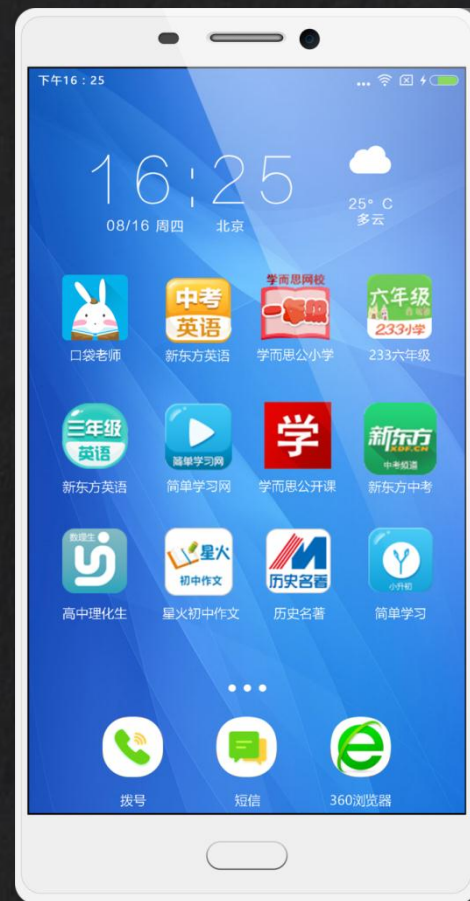 下午16：25
16:25
08/16 周四 北京
25° C
多云
口袋老师
中考
英语
新东方英语
学而思网校
一年级
学而思公小学
六年级
233小学
233六年级
三年级
英语
新东方英语
简单学习网
简单学习网
学
学而思公开课
新东方
XDF.CN
中考频道
新东方中考
数理生
高中理化生
星火
初中作文
星火初中作文
历史名著
历史名著
小升初
简单学习
拨号
短信
360浏览器